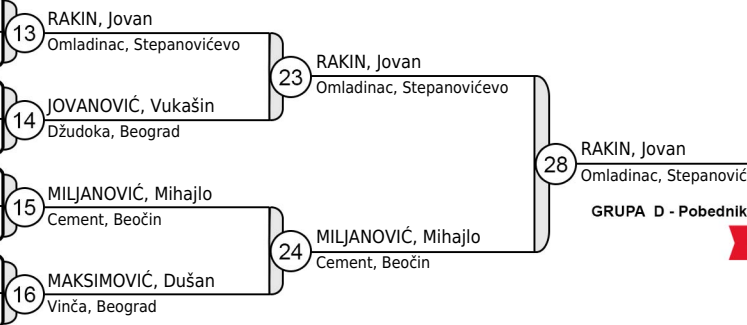 13
RAKIN, Jovan
Omladinac, Stepanovićevo
14
JOVANOVIĆ, Vukašin
Džudoka, Beograd
15
MILJANOVIĆ, Mihajlo
Cement, Beočin
16
MAKSIMOVIĆ, Dušan
Vinča, Beograd
23
RAKIN, Jovan
Omladinac, Stepanovićevo
24
MILJANOVIĆ, Mihajlo
Cement, Beočin
28
RAKIN, Jovan
Omladinac,
GRUPA D - Pobednik